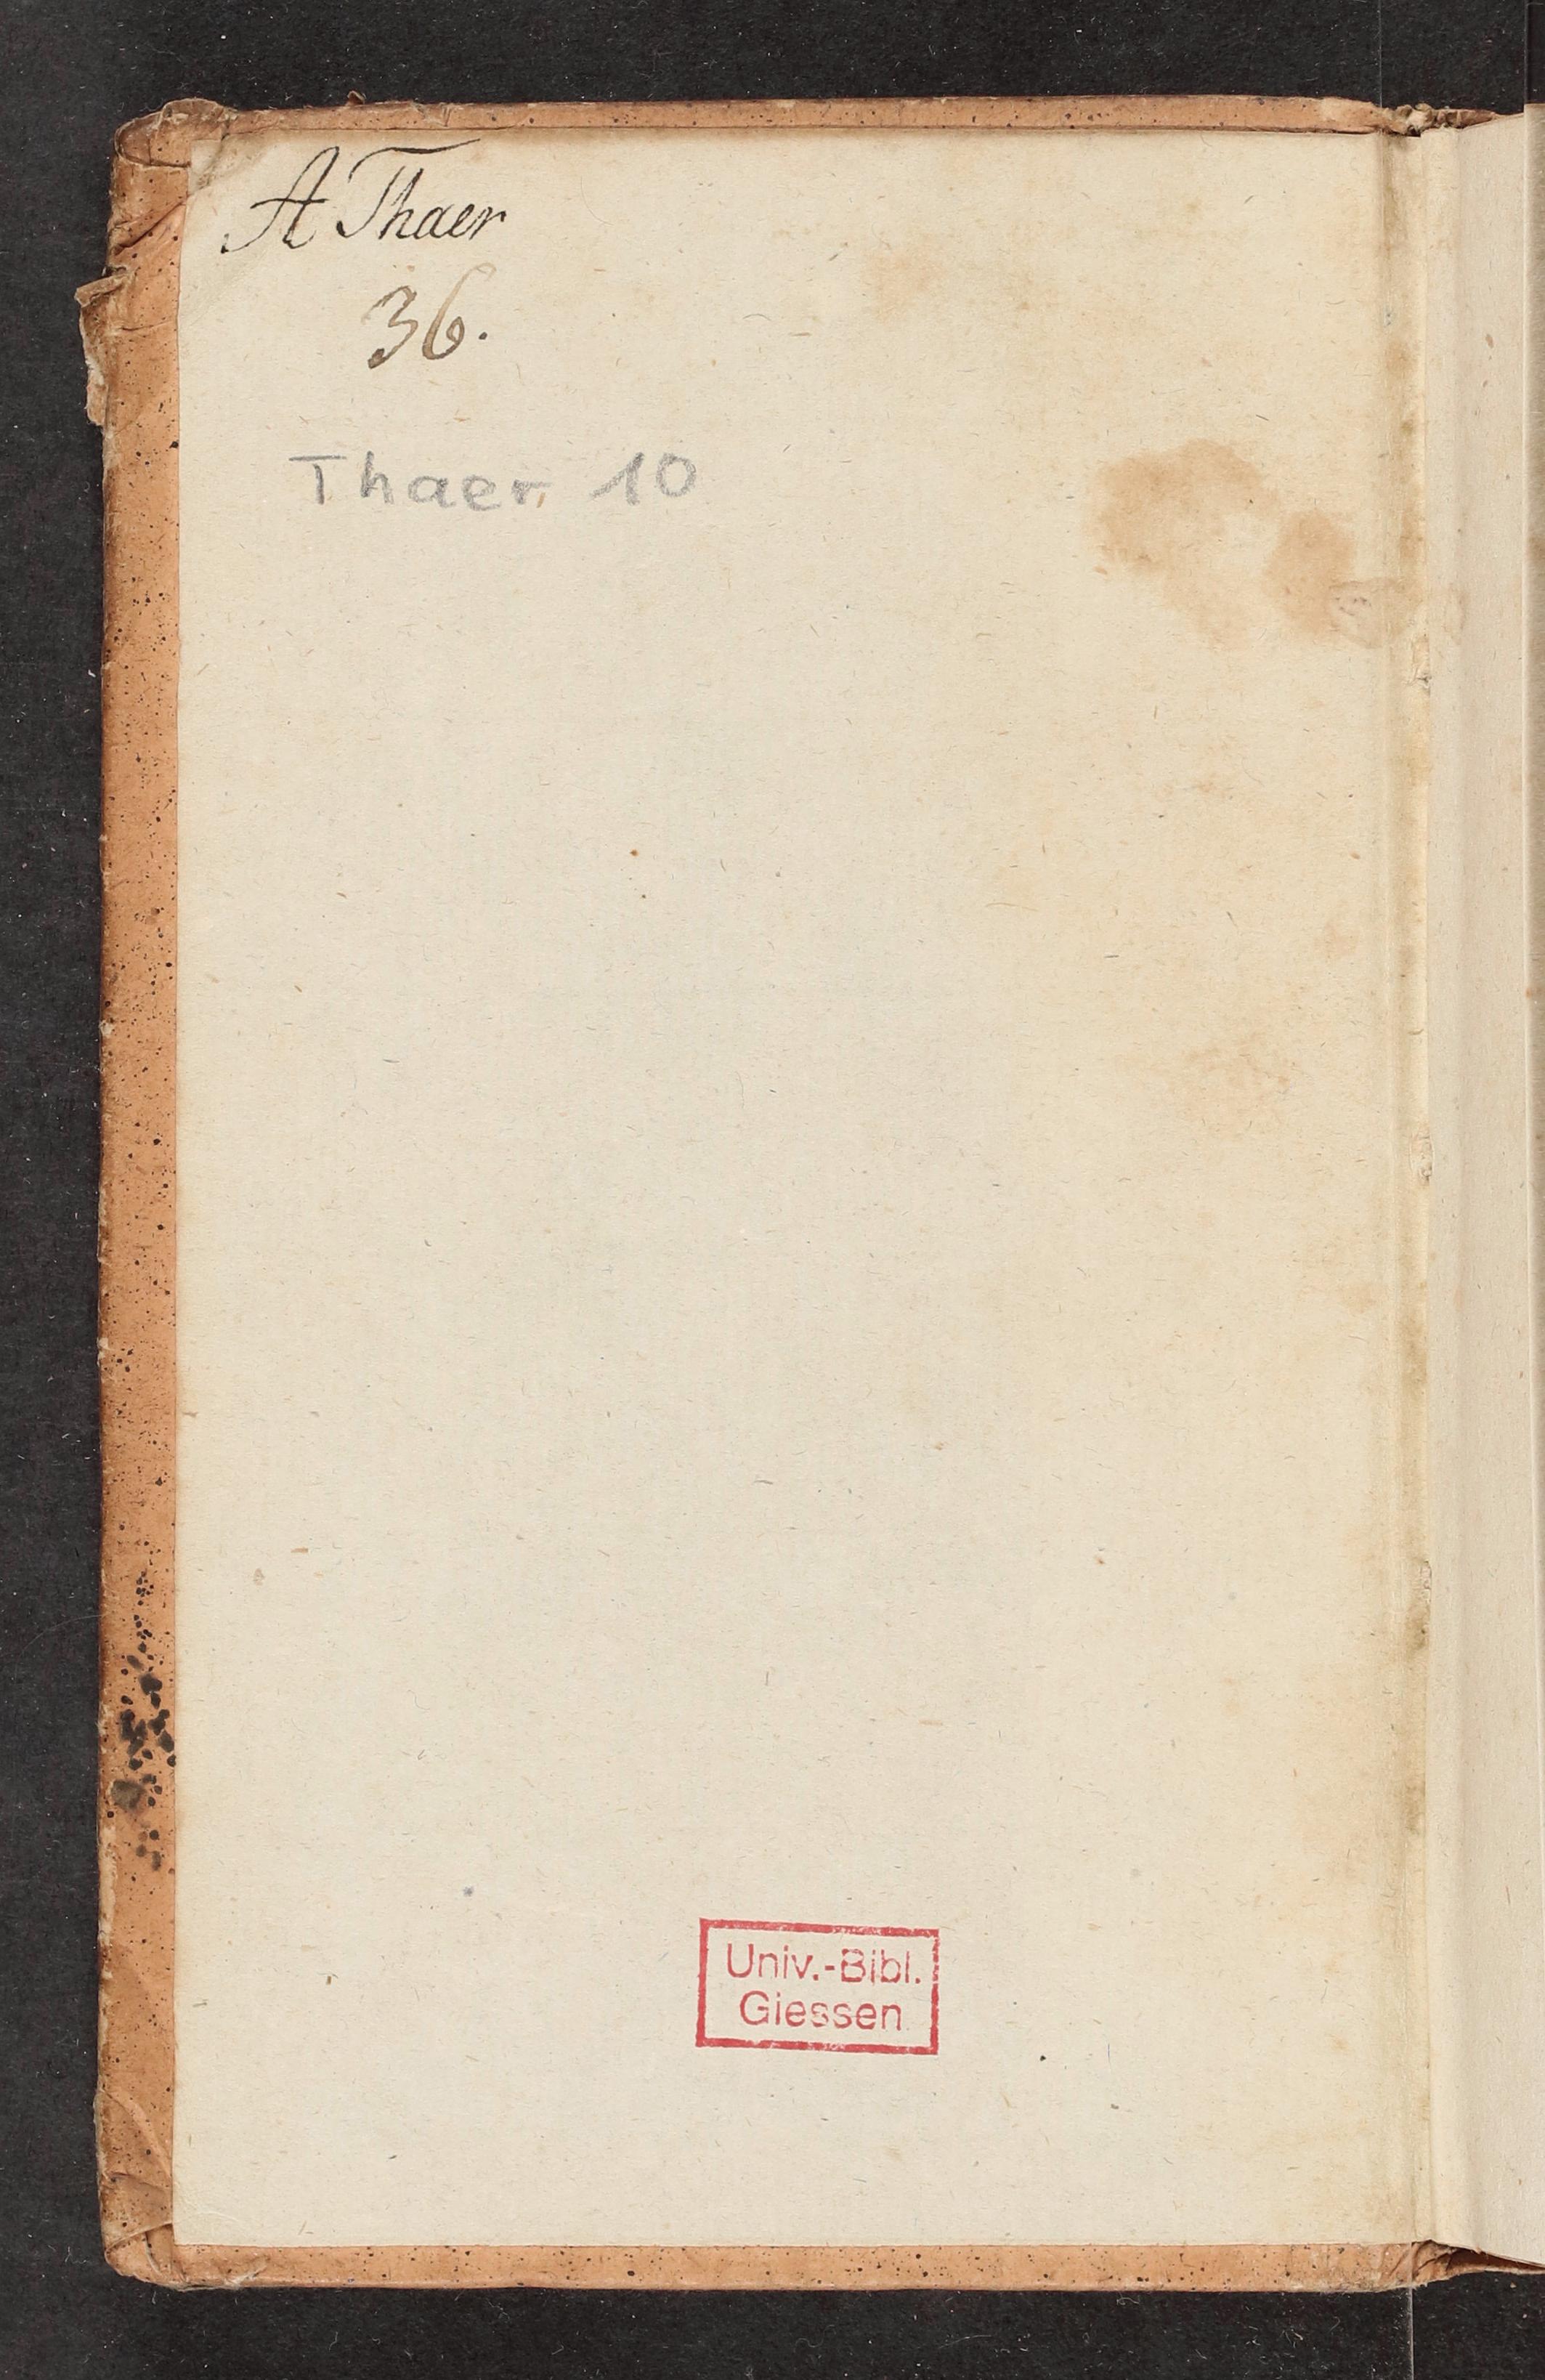 A Thaer
36.
Thaer 10
Univ.-Bibl.
Giessen